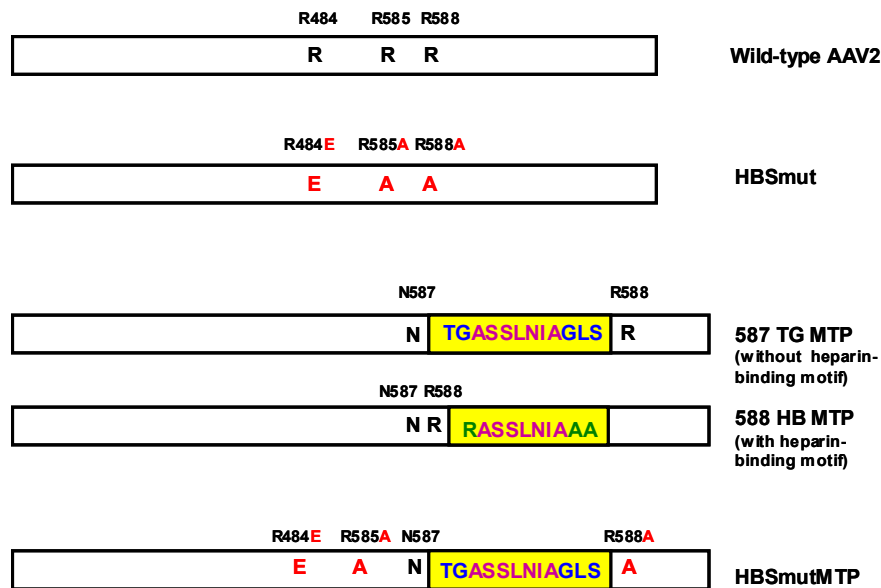 R484 R585 R588
R R R
Wild-type AAV2
R484E R585A R588A
E A A
HBSmut
N587 R588
N TGASSLNIAGLS R
587 TG MTP
(without heparin-
binding motif)
N587 R588
N R RASSLNIAAA
588 HB MTP
(with heparin-
binding motif)
R484E R585A N587 R588A
E A N TGASSLNIAGLS A
HBSmutMTP